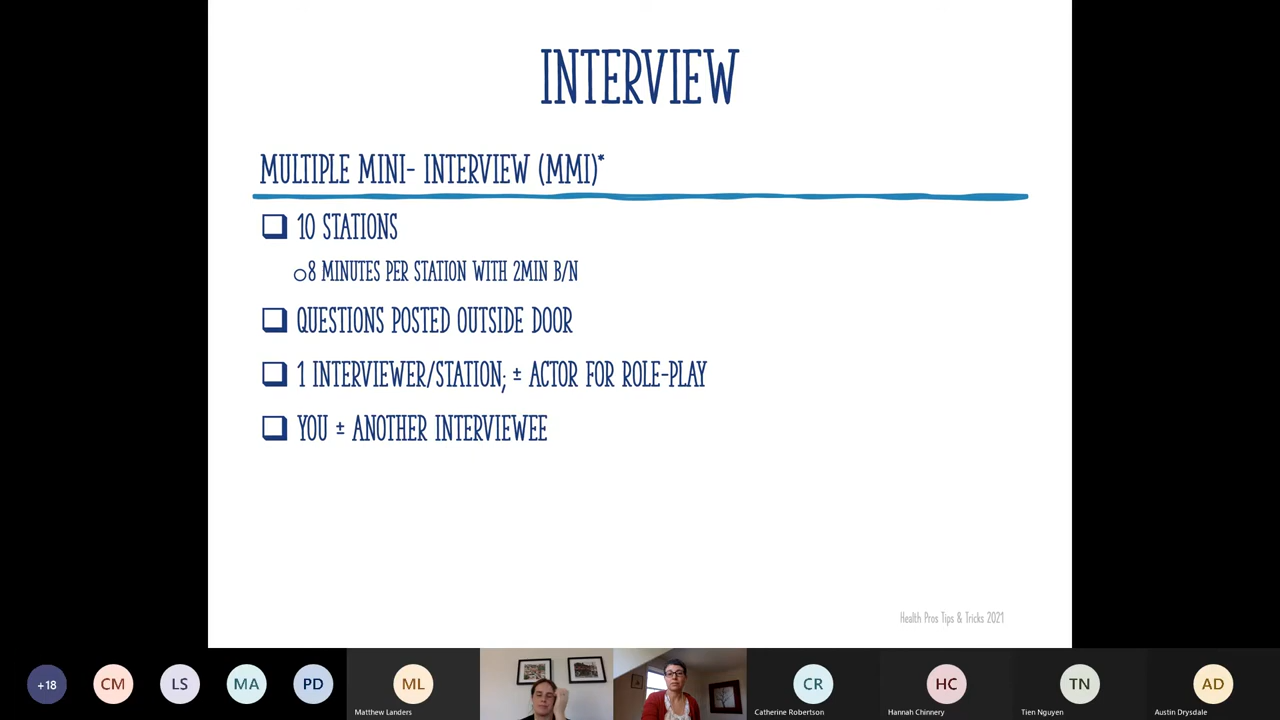 INTERVIEW
MULTIPLE MINI- INTERVIEW (MMI)*
10 STATIONS
8 MINUTES PER STATION WITH 2MIN B/N
QUESTIONS POSTED OUTSIDE DOOR
1 INTERVIEWER/STATION; ± ACTOR FOR ROLE-PLAY
YOU ± ANOTHER INTERVIEWEE
Health Pros Tips & Tricks 2021
+18
CM
LS
MA
PD
ML
CR
HC
TN
AD
Matthew Landers
Catherine Robertson
Hannah Chinnery
Tien Nguyen
Austin Drysdale